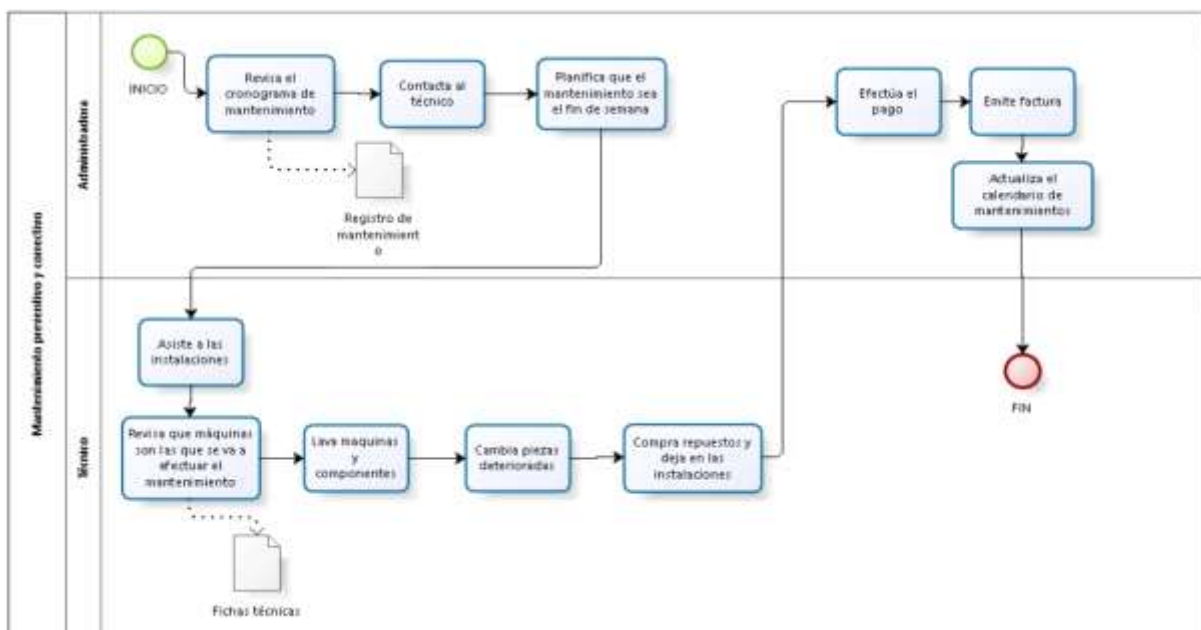 Mantenimiento preventivo y correctivo
Administradora
INICIO
Revisa el
cronograma de
mantenimiento
Contacta al
técnico
Planifica que el
mantenimiento sea
el fin de semana
Efectúa el
pago
Emite factura
Actualiza el
calendario de
mantenimientos
Registro de
mantenimient
o
Técnico
Asiste a las
instalaciones
Revisa que máquinas
son las que se va a
efectuar el
mantenimiento
Lava maquinas
y
componentes
Cambia piezas
deterioradas
Compra repuestos y
deja en las
instalaciones
FIN
Fichas técnicas